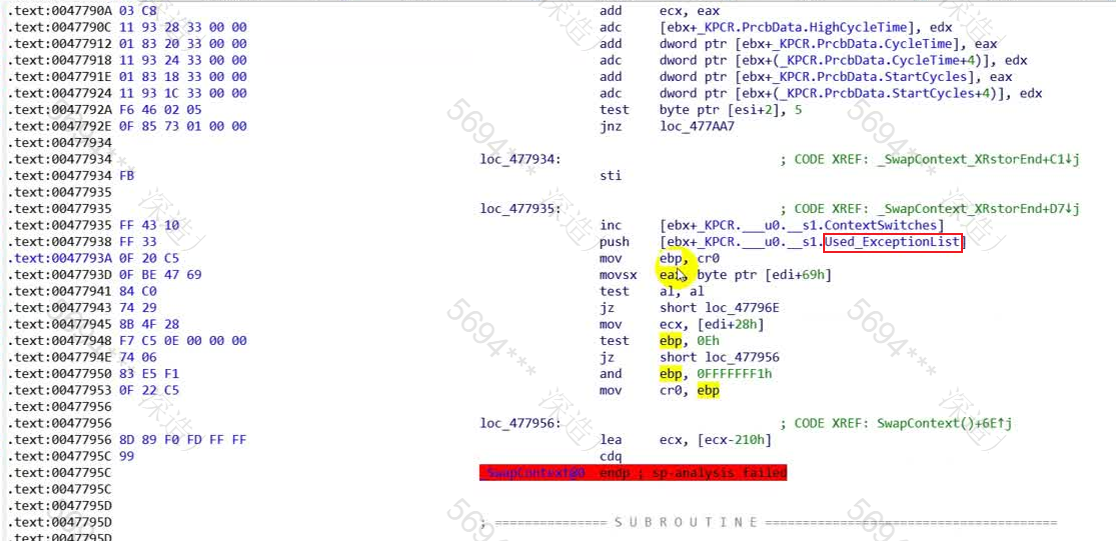 .text:0047790A 03 C8 add ecx, eax
.text:0047790C 11 93 28 33 00 00 adc [ebx+_KPCR.PrcbData.HighCycleTime], edx
.text:00477912 01 83 20 33 00 00 add dword ptr [ebx+_KPCR.PrcbData.CycleTime], eax
.text:00477918 11 93 24 33 00 00 adc dword ptr [ebx+(_KPCR.PrcbData.CycleTime+4)], edx
.text:0047791E 01 83 18 33 00 00 add dword ptr [ebx+_KPCR.PrcbData.StartCycles], eax
.text:00477924 11 93 1C 33 00 00 adc dword ptr [ebx+(_KPCR.PrcbData.StartCycles+4)], edx
.text:0047792A F6 46 02 05 test byte ptr [esi+2], 5
.text:0047792E 0F 85 73 01 00 00 jnz loc_477AA7
.text:00477934
.text:00477934 loc_477934: ; CODE XREF: _SwapContext_XRstorEnd+C1↓j
.text:00477934 FB sti
.text:00477935
.text:00477935 loc_477935: ; CODE XREF: _SwapContext_XRstorEnd+D7↓j
.text:00477935 FF 43 10 inc [ebx+_KPCR.___u0.__s1.ContextSwitches]
.text:00477938 FF 33 push [ebx+_KPCR.___u0.__s1.Used_ExceptionList]
.text:0047793A 0F 20 C5 mov ebp, cr0
.text:0047793D 0F BE 47 69 movsx eax, byte ptr [edi+69h]
.text:00477941 84 C0 test al, al
.text:00477943 74 29 jz short loc_47796E
.text:00477945 8B 4F 28 mov ecx, [edi+28h]
.text:00477948 F7 C5 0E 00 00 00 test ebp, 0Eh
.text:0047794E 74 06 jz short loc_477956
.text:00477950 83 E5 F1 and ebp, 0FFFFFFF1h
.text:00477953 0F 22 C5 mov cr0, ebp
.text:00477956
.text:00477956 loc_477956: ; CODE XREF: SwapContext()+6E↑j
.text:00477956 8D 89 F0 FD FF FF lea ecx, [ecx-210h]
.text:0047795C 99 cdq
.text:0047795C _SwapContext@0 endp ; sp-analysis failed
.text:0047795C
.text:0047795D
.text:0047795D ; =============== S U B R O U T I N E =======================================
.text:0047795D